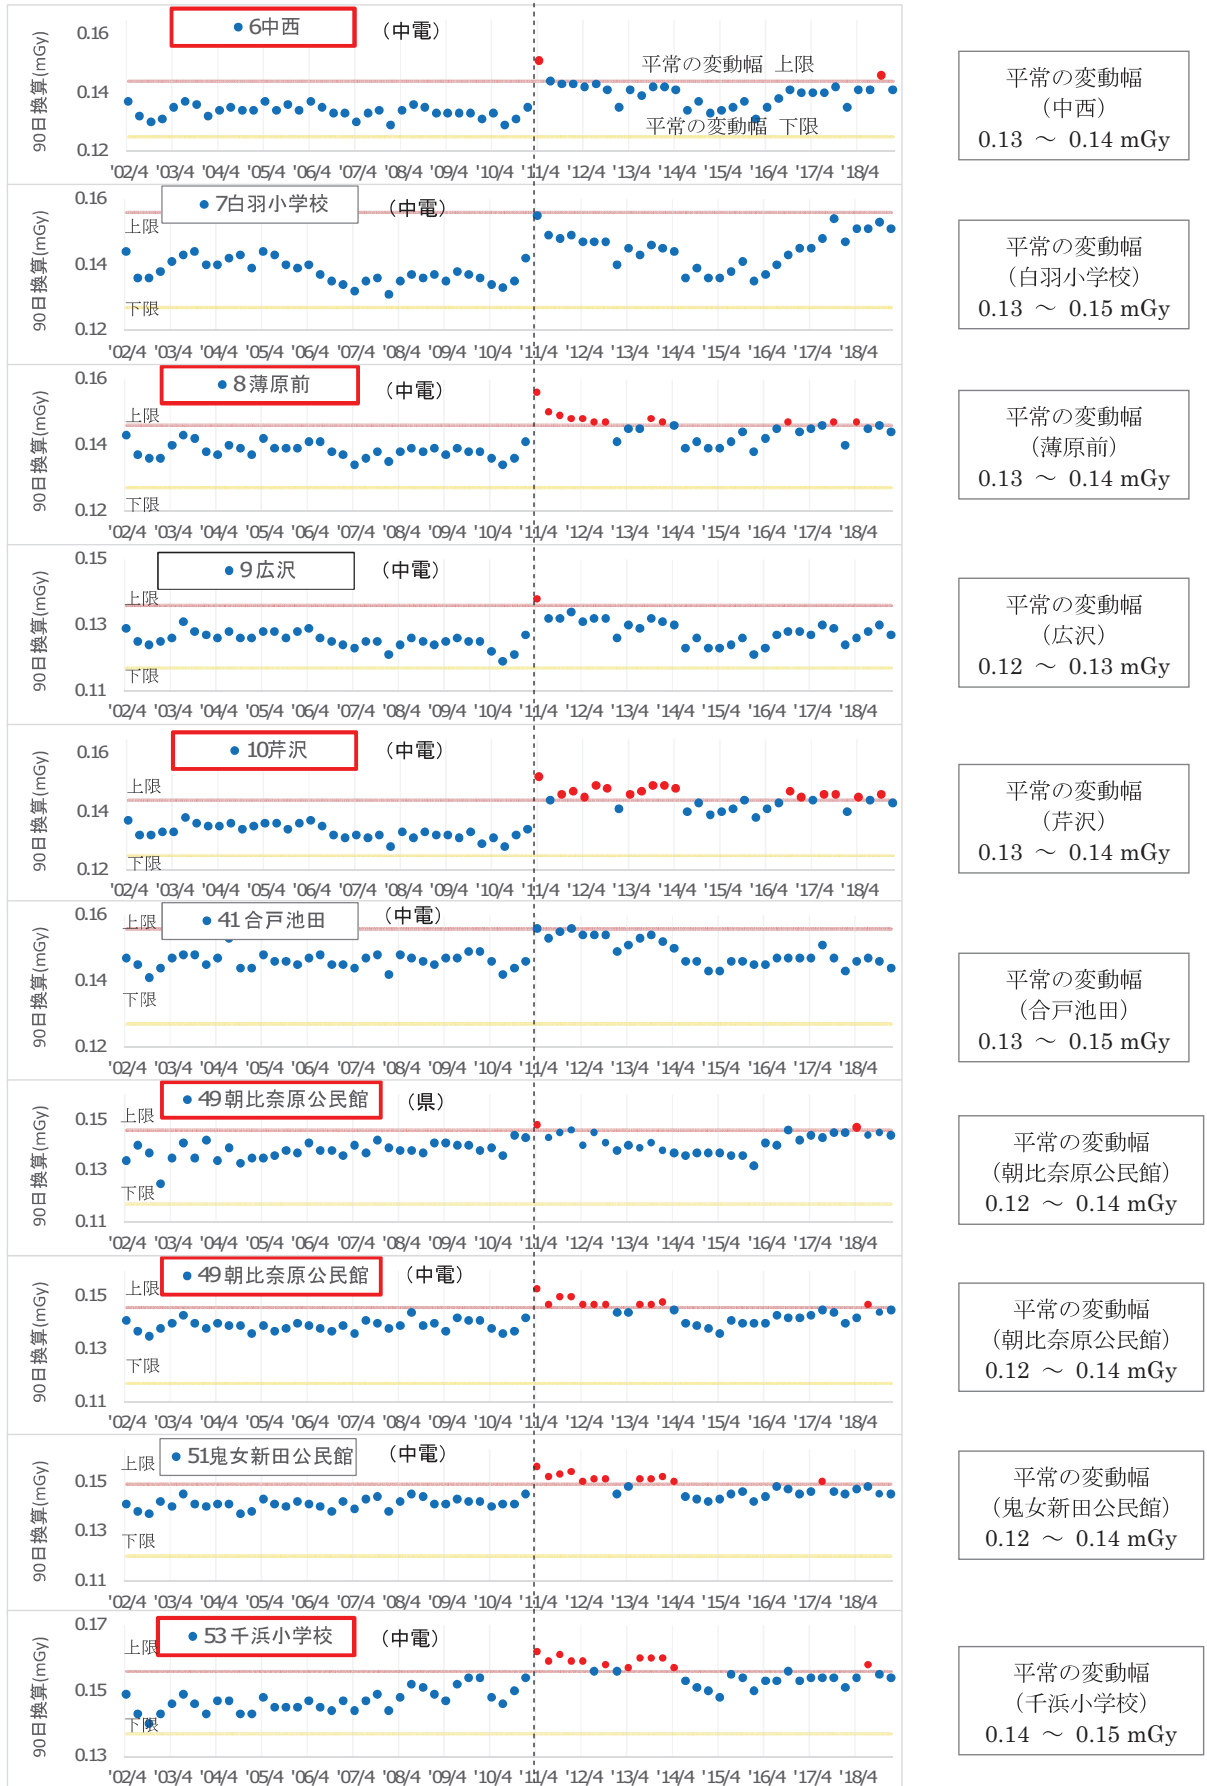 6中西
（中電）
90日換算(mGy)
0.16
0.14
0.12
平常の変動幅 上限
平常の変動幅 下限
'02/4 '03/4 '04/4 '05/4 '06/4 '07/4 '08/4 '09/4 '10/4 '11/4 '12/4 '13/4 '14/4 '15/4 '16/4 '17/4 '18/4
平常の変動幅
（中西）
0.13 ～ 0.14 mGy
7白羽小学校
（中電）
90日換算(mGy)
0.16
0.14
0.12
上限
下限
'02/4 '03/4 '04/4 '05/4 '06/4 '07/4 '08/4 '09/4 '10/4 '11/4 '12/4 '13/4 '14/4 '15/4 '16/4 '17/4 '18/4
平常の変動幅
（白羽小学校）
0.13 ～ 0.15 mGy
8薄原前
（中電）
90日換算(mGy)
0.16
0.14
0.12
上限
下限
'02/4 '03/4 '04/4 '05/4 '06/4 '07/4 '08/4 '09/4 '10/4 '11/4 '12/4 '13/4 '14/4 '15/4 '16/4 '17/4 '18/4
平常の変動幅
（薄原前）
0.13 ～ 0.14 mGy
9広沢
（中電）
90日換算(mGy)
0.15
0.13
0.11
上限
下限
'02/4 '03/4 '04/4 '05/4 '06/4 '07/4 '08/4 '09/4 '10/4 '11/4 '12/4 '13/4 '14/4 '15/4 '16/4 '17/4 '18/4
平常の変動幅
（広沢）
0.12 ～ 0.13 mGy
10芹沢
（中電）
90日換算(mGy)
0.16
0.14
0.12
上限
下限
'02/4 '03/4 '04/4 '05/4 '06/4 '07/4 '08/4 '09/4 '10/4 '11/4 '12/4 '13/4 '14/4 '15/4 '16/4 '17/4 '18/4
平常の変動幅
（芹沢）
0.13 ～ 0.14 mGy
41合戸池田
（中電）
90日換算(mGy)
0.16
0.14
0.12
上限
下限
'02/4 '03/4 '04/4 '05/4 '06/4 '07/4 '08/4 '09/4 '10/4 '11/4 '12/4 '13/4 '14/4 '15/4 '16/4 '17/4 '18/4
平常の変動幅
（合戸池田）
0.13 ～ 0.15 mGy
49朝比奈原公民館
（県）
90日換算(mGy)
0.15
0.13
0.11
上限
下限
'02/4 '03/4 '04/4 '05/4 '06/4 '07/4 '08/4 '09/4 '10/4 '11/4 '12/4 '13/4 '14/4 '15/4 '16/4 '17/4 '18/4
平常の変動幅
（朝比奈原公民館）
0.12 ～ 0.14 mGy
49朝比奈原公民館
（中電）
90日換算(mGy)
0.15
0.13
0.11
上限
下限
'02/4 '03/4 '04/4 '05/4 '06/4 '07/4 '08/4 '09/4 '10/4 '11/4 '12/4 '13/4 '14/4 '15/4 '16/4 '17/4 '18/4
平常の変動幅
（朝比奈原公民館）
0.12 ～ 0.14 mGy
51鬼女新田公民館
（中電）
90日換算(mGy)
0.15
0.13
0.11
上限
下限
'02/4 '03/4 '04/4 '05/4 '06/4 '07/4 '08/4 '09/4 '10/4 '11/4 '12/4 '13/4 '14/4 '15/4 '16/4 '17/4 '18/4
平常の変動幅
（鬼女新田公民館）
0.12 ～ 0.14 mGy
53千浜小学校
（中電）
90日換算(mGy)
0.17
0.15
0.13
上限
下限
'02/4 '03/4 '04/4 '05/4 '06/4 '07/4 '08/4 '09/4 '10/4 '11/4 '12/4 '13/4 '14/4 '15/4 '16/4 '17/4 '18/4
平常の変動幅
（千浜小学校）
0.14 ～ 0.15 mGy